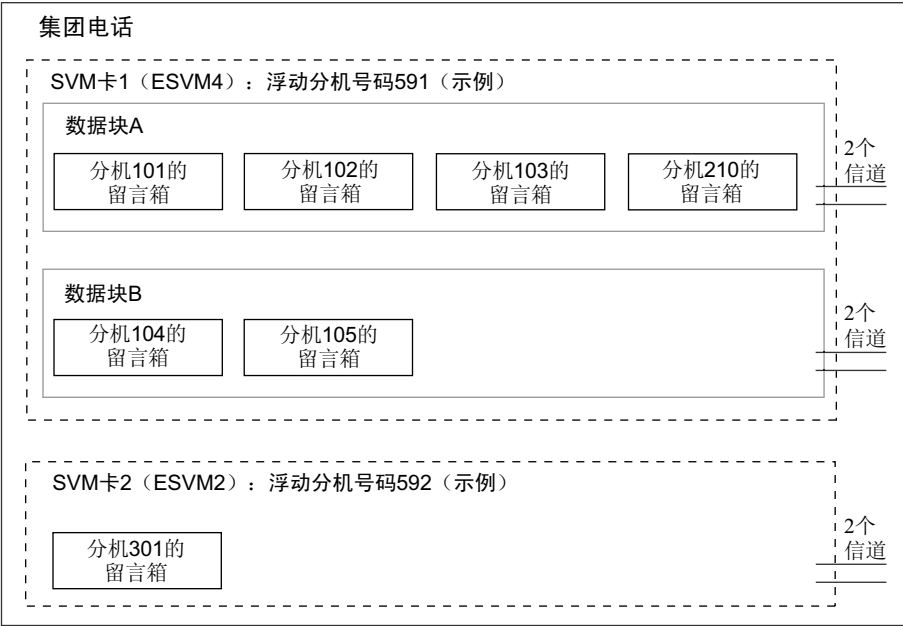 集团电话
SVM卡1（ESVM4）：浮动分机号码591（示例）
数据块A
分机101的
留言箱
分机102的
留言箱
分机103的
留言箱
分机210的
留言箱
2个
信道
数据块B
分机104的
留言箱
分机105的
留言箱
2个
信道
SVM卡2（ESVM2）：浮动分机号码592（示例）
分机301的
留言箱
2个
信道